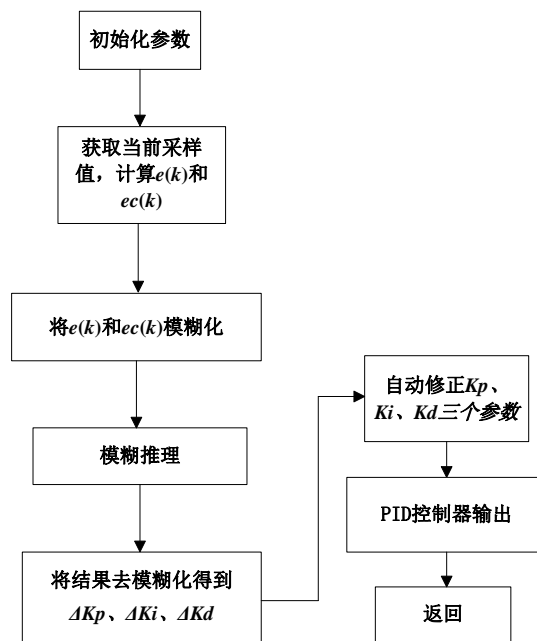 初始化参数
获取当前采样
值，计算e(k)和
ec(k)
将e(k)和ec(k)模糊化
模糊推理
将结果去模糊化得到
ΔKp、ΔKi、ΔKd
自动修正Kp、
Ki、Kd三个参数
PID控制器输出
返回